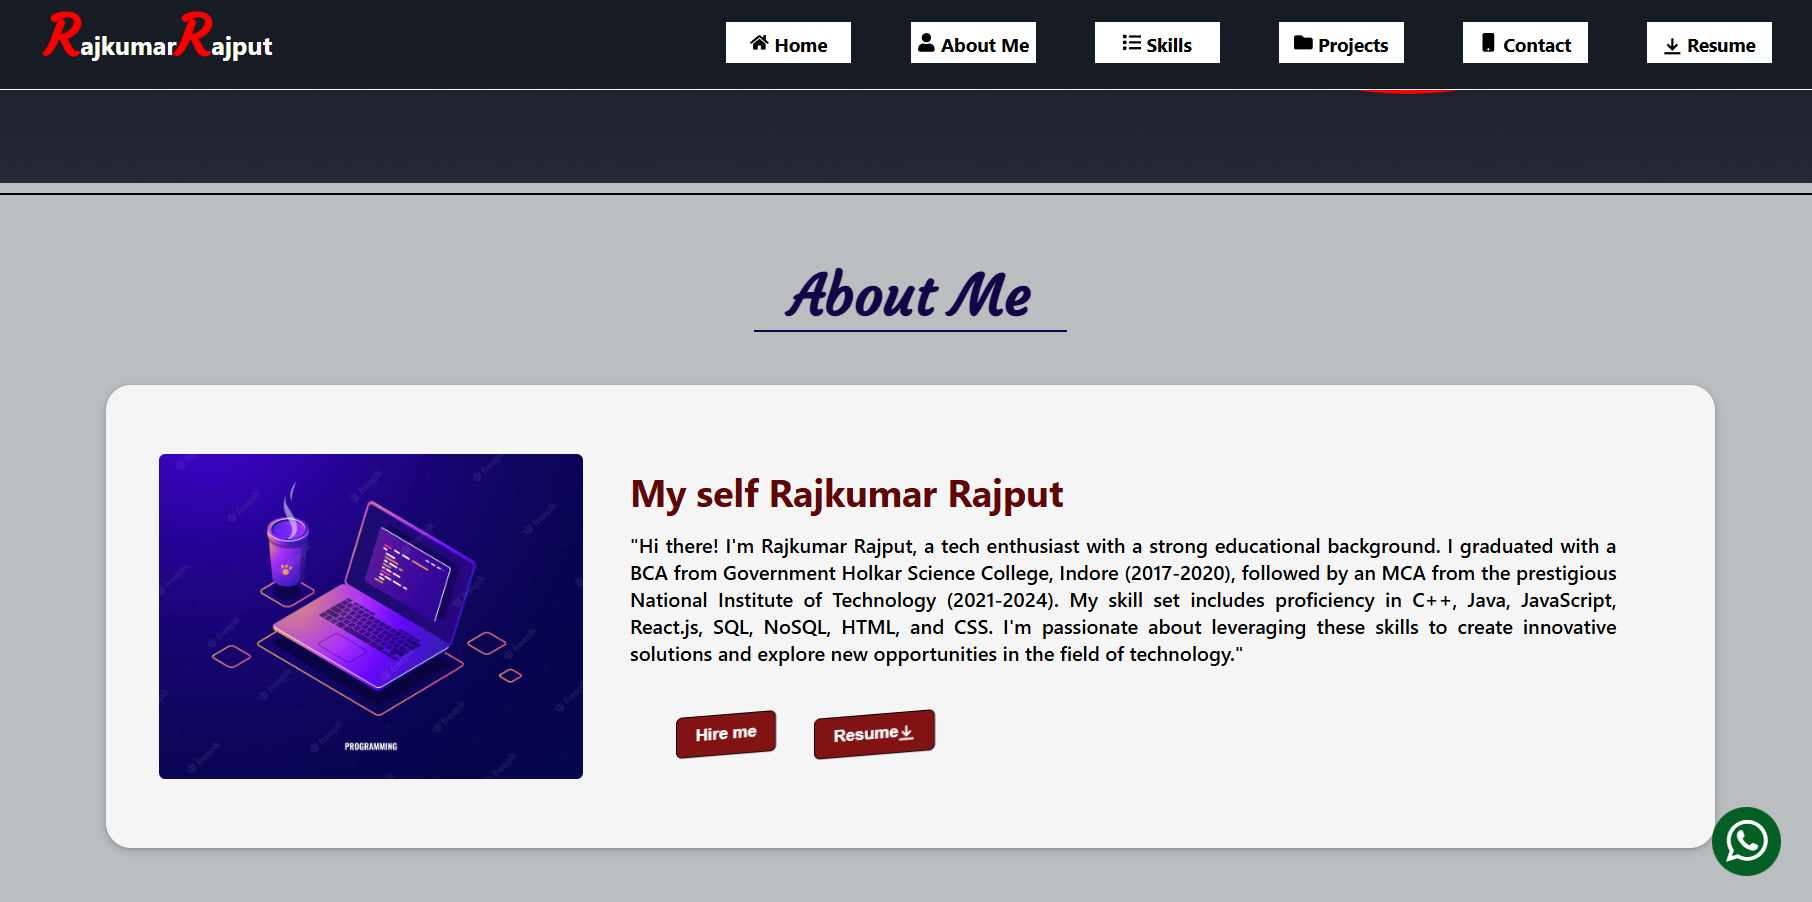 RajkumarRajput
Home
About Me
Skills
Projects
Contact
Resume
About Me
My self Rajkumar Rajput
"Hi there! I'm Rajkumar Rajput, a tech enthusiast with a strong educational background. I graduated with a
BCA from Government Holkar Science College, Indore (2017-2020), followed by an MCA from the prestigious
National Institute of Technology (2021-2024). My skill set includes proficiency in C++, Java, JavaScript,
React.js, SQL, NoSQL, HTML, and CSS. I'm passionate about leveraging these skills to create innovative
solutions and explore new opportunities in the field of technology."
PROGRAMMING
Hire me
Resume